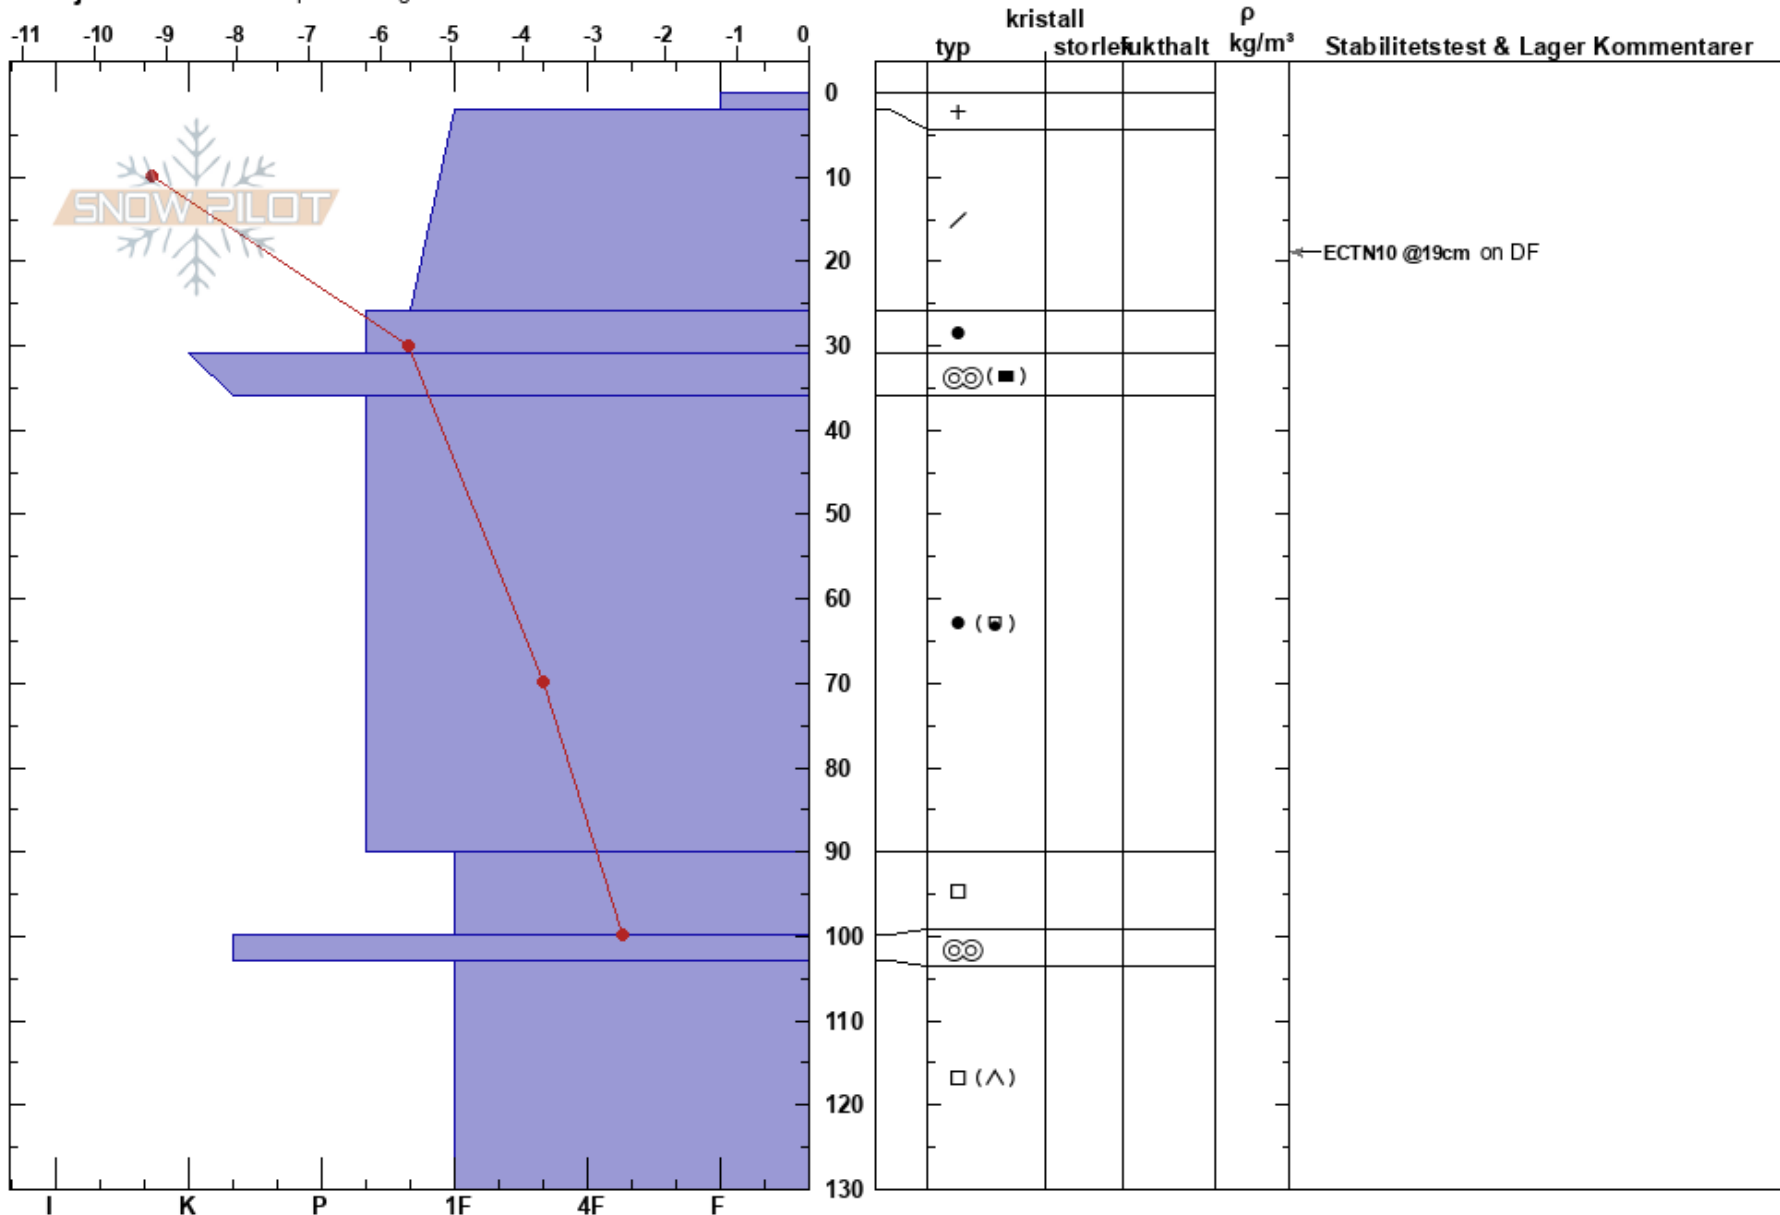 -11 -10 -9 -8 -7 -6 -5 -4 -3 -2 -1 0
kristall
ρ
typ storlek fukthalt kg/m³ Stabilitetstest & Lager Kommentarer
SNOW PILOT
0
10
20
30
40
50
60
70
80
90
100
110
120
130
ECTN10 @19cm on DF
I K P 1F 4F F